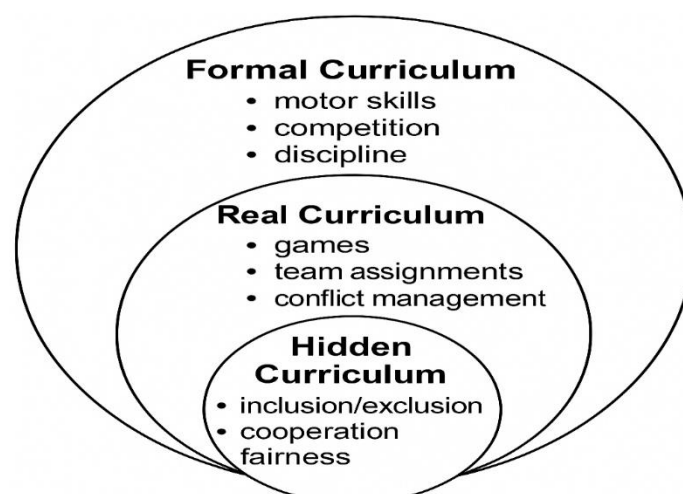 Formal Curriculum
• motor skills
• competition
• discipline
Real Curriculum
• games
• team assignments
• conflict management
Hidden
Curriculum
• inclusion/exclusion
• cooperation
fairness